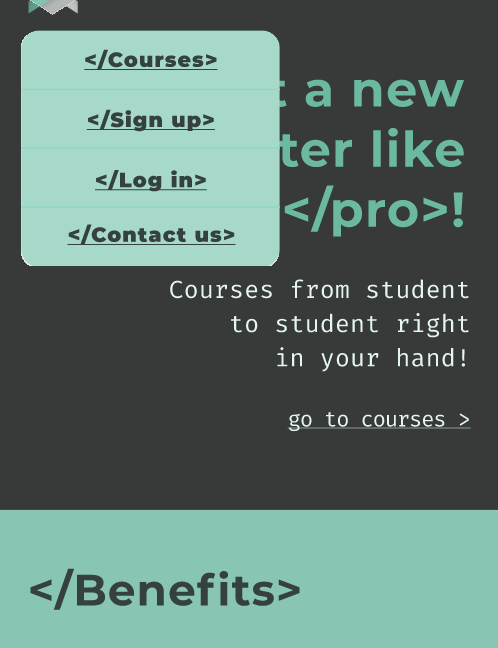 </Courses>
</Sign up>
</Log in>
</Contact us>
a new
like
</pro>!
Courses from student
to student right
in your hand!
go to courses >
</Benefits>